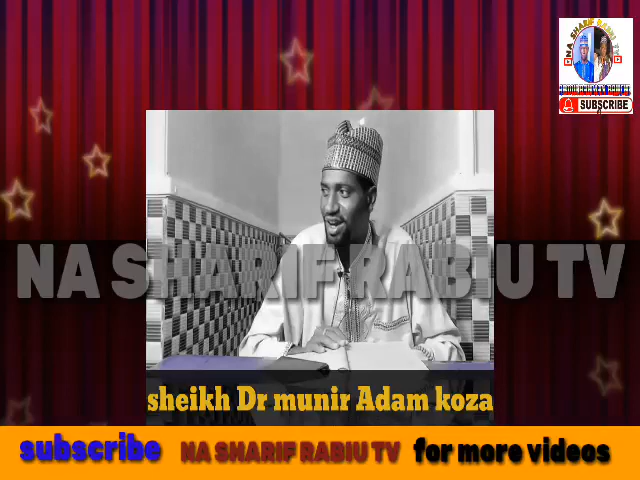 NA SHARIF RABIU TV
SUBSCRIBE
NA SHARIF RABIU TV
sheikh Dr munir Adam koza
subscribe NA SHARIF RABIU TV for more videos